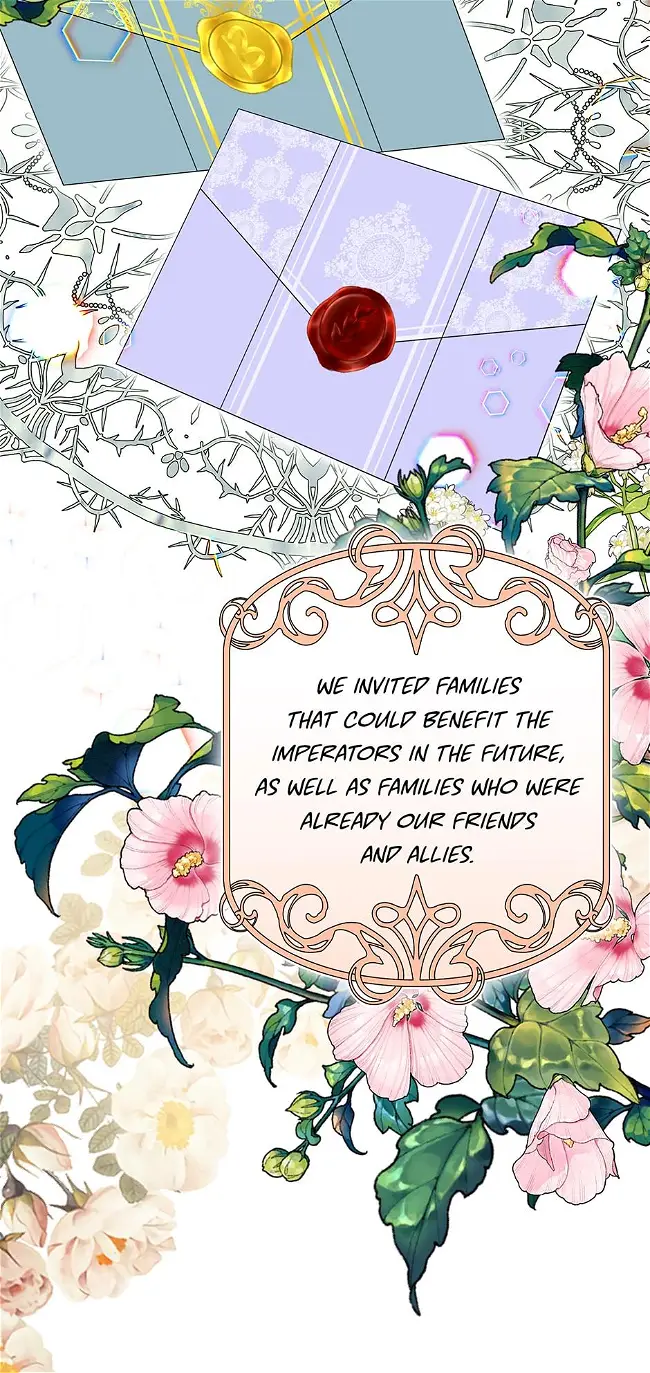 WE INVITED FAMILIES
THAT COULD BENEFIT THE
IMPERATORS IN THE FUTURE,
AS WELL AS FAMILIES WHO WERE
ALREADY OUR FRIENDS
AND ALLIES.